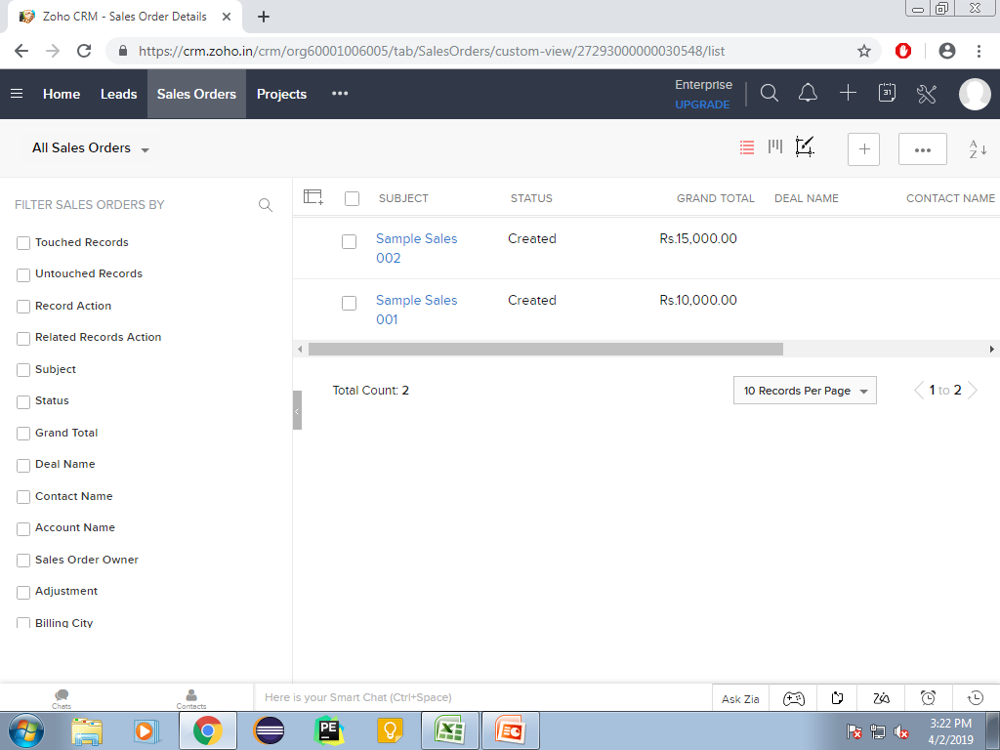 Zoho CRM - Sales Order Details
https://crm.zoho.in/crm/org60001006005/tab/SalesOrders/custom-view/27293000000030548/list
Home Leads Sales Orders Projects •••
Enterprise
UPGRADE
31
All Sales Orders
A
Z
FILTER SALES ORDERS BY
Touched Records
Untouched Records
Record Action
Related Records Action
Subject
Status
Grand Total
Deal Name
Contact Name
Account Name
Sales Order Owner
Adjustment
Billing City
SUBJECT STATUS GRAND TOTAL DEAL NAME CONTACT NAME
Sample Sales 
002
Created Rs.15,000.00
Sample Sales
001
Created Rs.10,000.00
Total Count: 2
10 Records Per Page
1 to 2
Chats
Contacts
Here is your Smart Chat (Ctrl+Space)
Ask Zia
PE
3:22 PM
4/2/2019